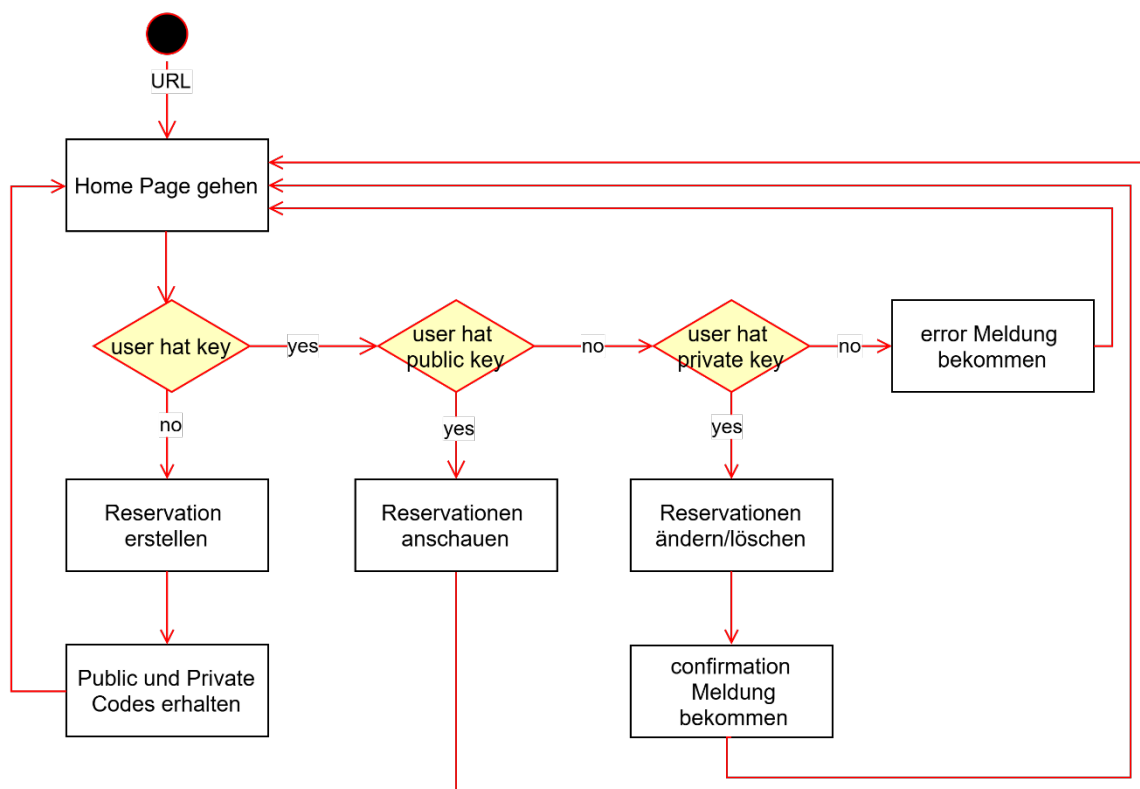 URL
Home Page gehen
user hat key
yes
user hat
public key
no
user hat
private key
no
error Meldung
bekommen
no
yes
yes
Reservation
erstellen
Reservationen
anschauen
Reservationen
ändern/löschen
Public und Private
Codes erhalten
confirmation
Meldung
bekommen